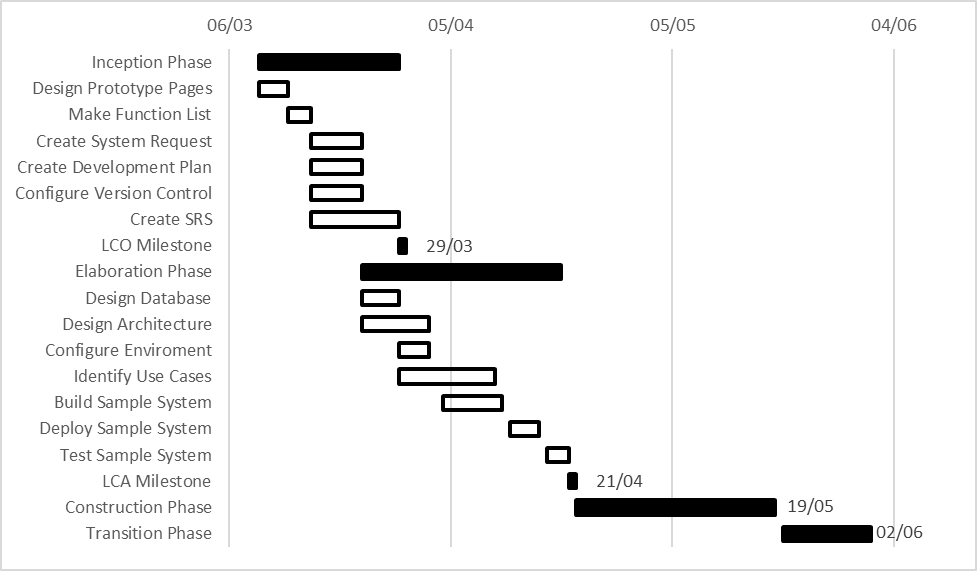 06/03 05/04 05/05 04/06
Inception Phase
Design Prototype Pages
Make Function List
Create System Request
Create Development Plan
Configure Version Control
Create SRS
LCO Milestone 29/03
Elaboration Phase
Design Database
Design Architecture
Configure Enviroment
Identify Use Cases
Build Sample System
Deploy Sample System
Test Sample System
LCA Milestone 21/04
Construction Phase 19/05
Transition Phase 02/06